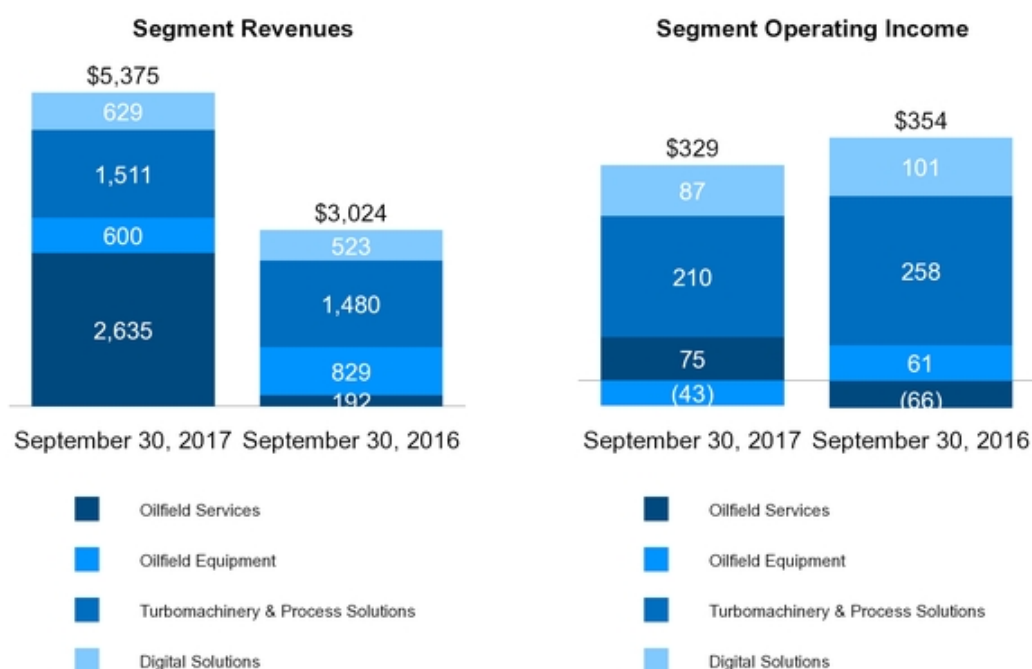 Segment Revenues
$5,375
629
1,511
600
2,635
$3,024
523
1,480
829
192
September 30, 2017 September 30, 2016
Oilfield Services
Oilfield Equipment
Turbomachinery & Process Solutions
Digital Solutions
Segment Operating Income
$329
87
210
75
(43)
$354
101
258
61
(66)
September 30, 2017 September 30, 2016
Oilfield Services
Oilfield Equipment
Turbomachinery & Process Solutions
Digital Solutions